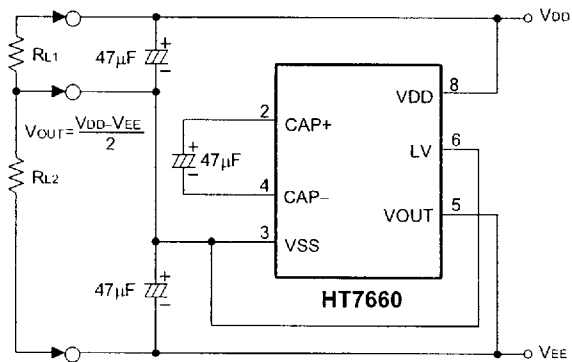 VDD
RL1
47μF
+
−
VDD
8
2
CAP+
VOUT=VDD−VEE
2
LV
6
+
47μF
−
RL2
4
CAP−
VOUT
5
3
VSS
47μF
+
−
HT7660
VEE